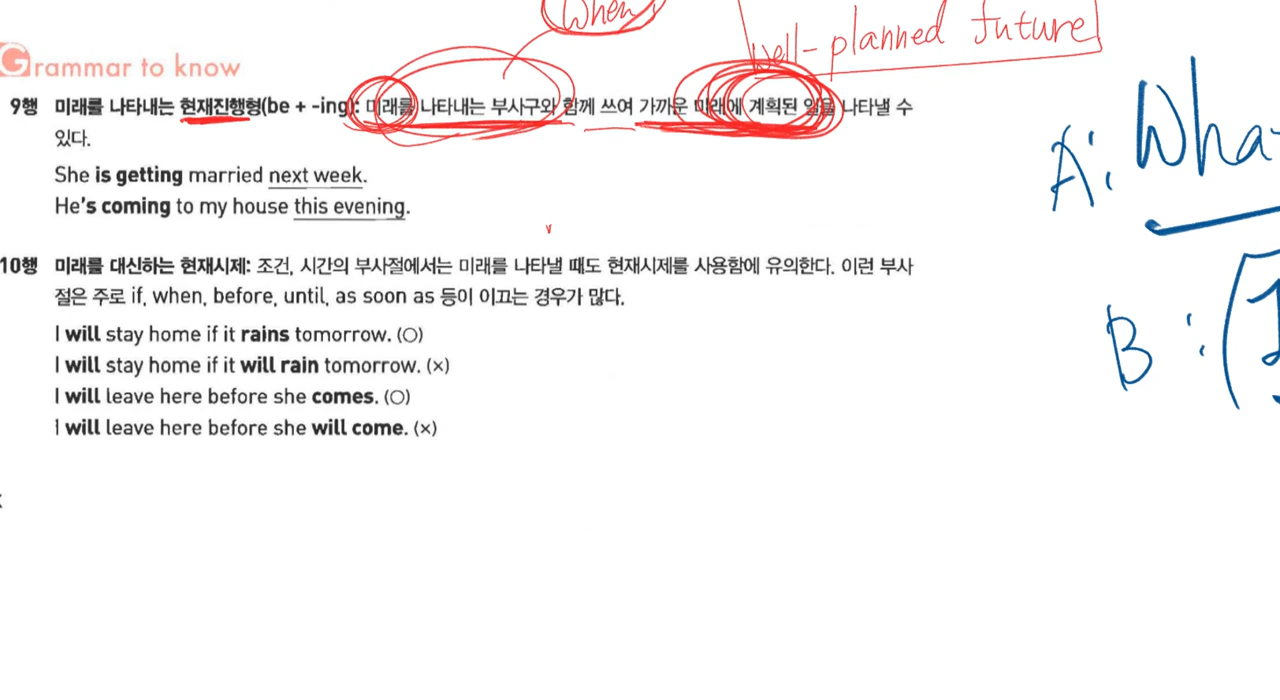 When
well-planned future
Grammar to know
9행 미래를 나타내는 현재진행형(be + -ing): 미래를 나타내는 부사구와 함께 쓰여 가까운 미래에 계획된 일을 나타낼 수
있다.
She is getting married next week.
He's coming to my house this evening.
10행 미래를 대신하는 현재시제: 조건, 시간의 부사절에서는 미래를 나타낼 때도 현재시제를 사용함에 유의한다. 이런 부사
절은 주로 if, when, before, until, as soon as 등이 이끄는 경우가 많다.
I will stay home if it rains tomorrow. (○)
I will stay home if it will rain tomorrow. (×)
I will leave here before she comes. (○)
I will leave here before she will come. (×)
A:
B: